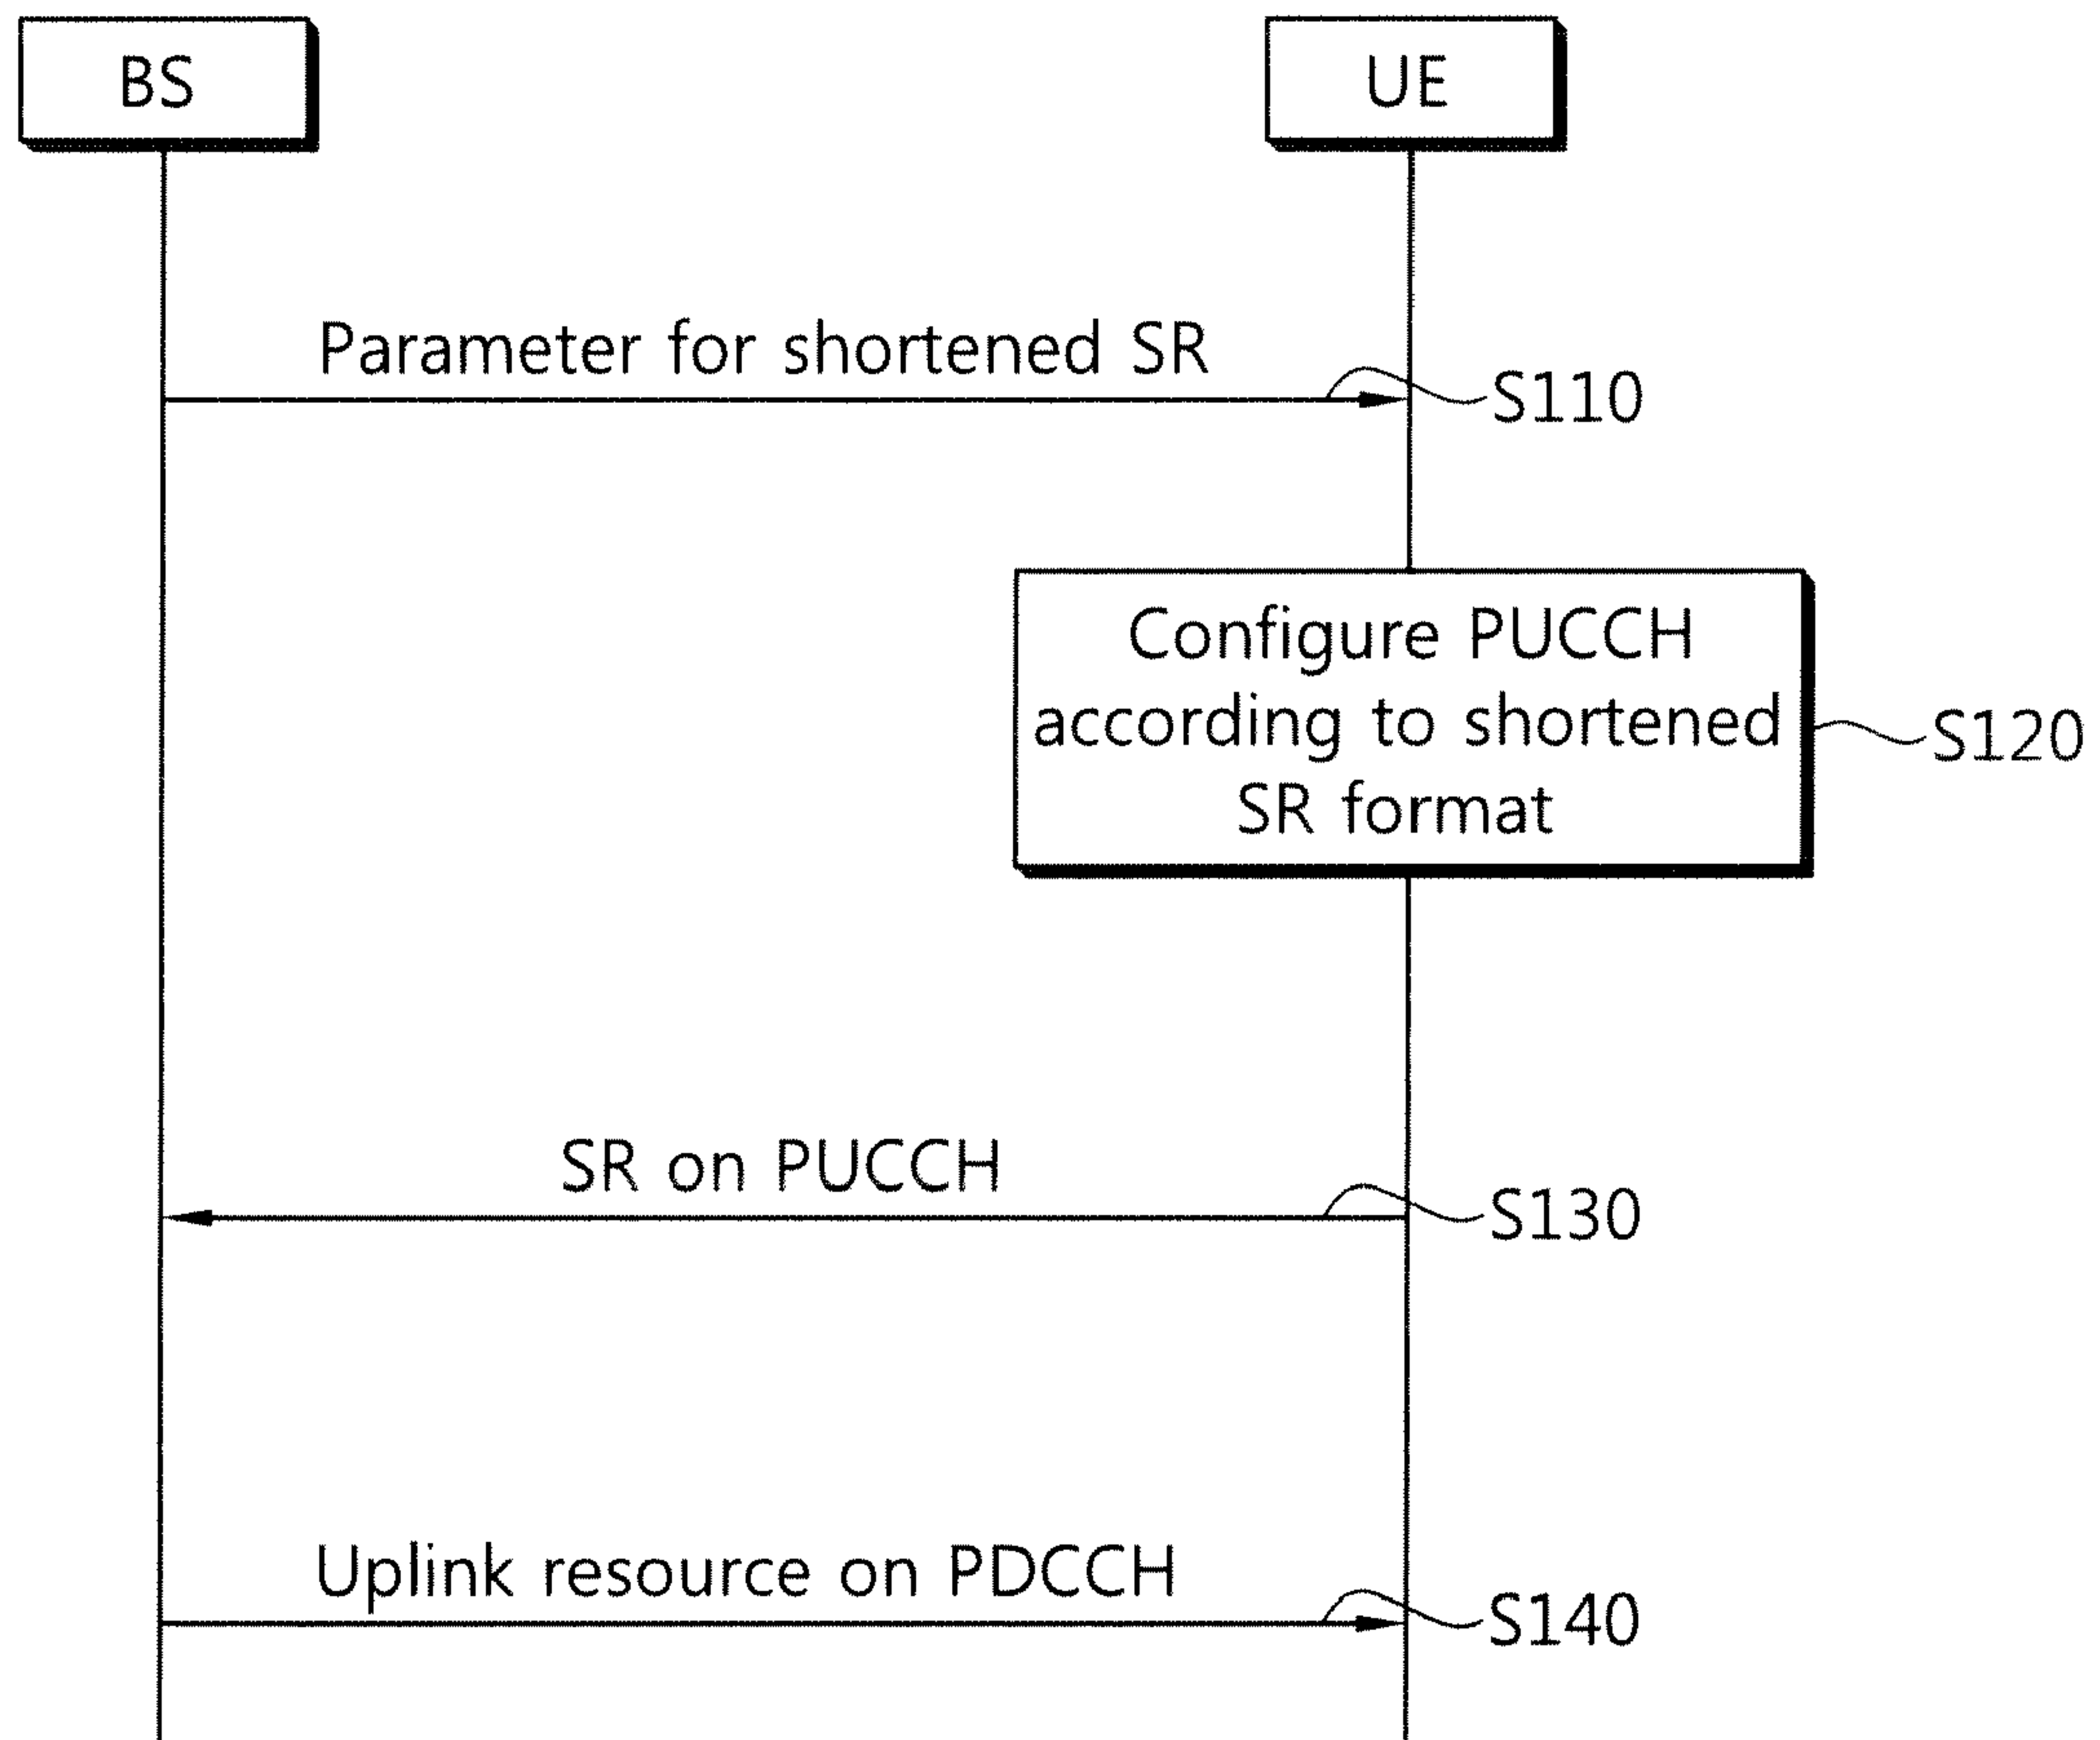 BS
UE
Parameter for shortened SR
S110
Configure PUCCH
according to shortened
SR format
S120
SR on PUCCH
S130
Uplink resource on PDCCH
S140